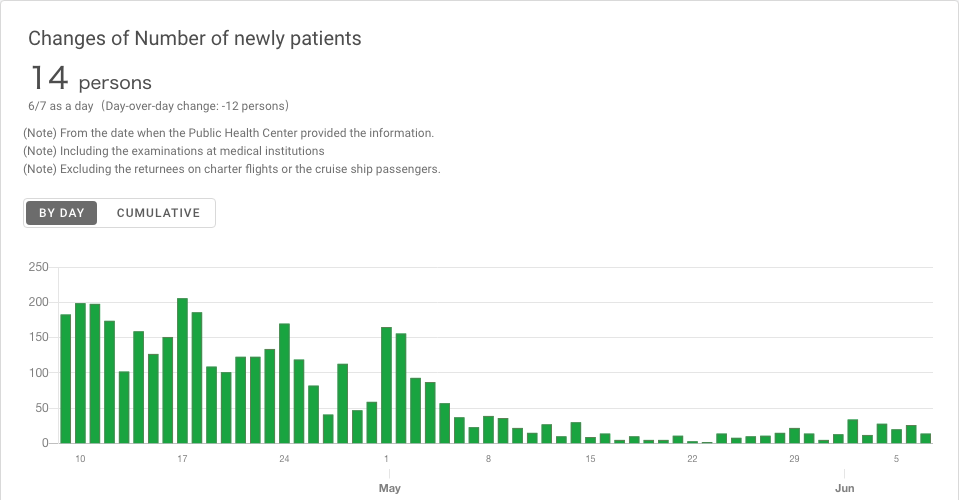 Changes of Number of newly patients
14 persons
6/7 as a day（Day-over-day change: -12 persons）
(Note) From the date when the Public Health Center provided the information.
(Note) Including the examinations at medical institutions
(Note) Excluding the returnees on charter flights or the cruise ship passengers.
BY DAY CUMULATIVE
250
200
150
100
50
0
10 17 24 1 8 15 22 29 5
May Jun